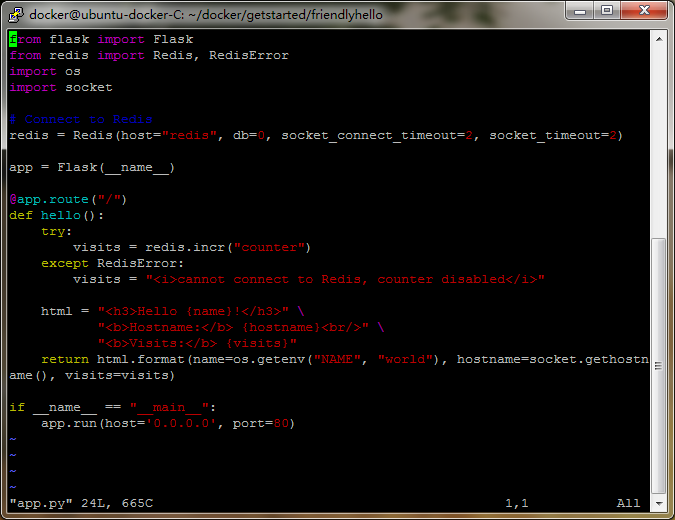 docker@ubuntu-docker-C: ~/docker/getstarted/friendlyhello
from flask import Flask
from redis import Redis, RedisError
import os
import socket
# Connect to Redis
redis = Redis(host="redis", db=0, socket_connect_timeout=2, socket_timeout=2)
app = Flask(__name__)
@app.route("/")
def hello():
    try:
        visits = redis.incr("counter")
    except RedisError:
        visits = "<i>cannot connect to Redis, counter disabled</i>"
    html = "<h3>Hello {name}!</h3>" \
           "<b>Hostname:</b> {hostname}<br/>" \
           "<b>Visits:</b> {visits}"
    return html.format(name=os.getenv("NAME", "world"), hostname=socket.gethostn
ame(), visits=visits)
if __name__ == "__main__":
    app.run(host='0.0.0.0', port=80)
~
~
~
~
"app.py" 24L, 665C 1,1 All